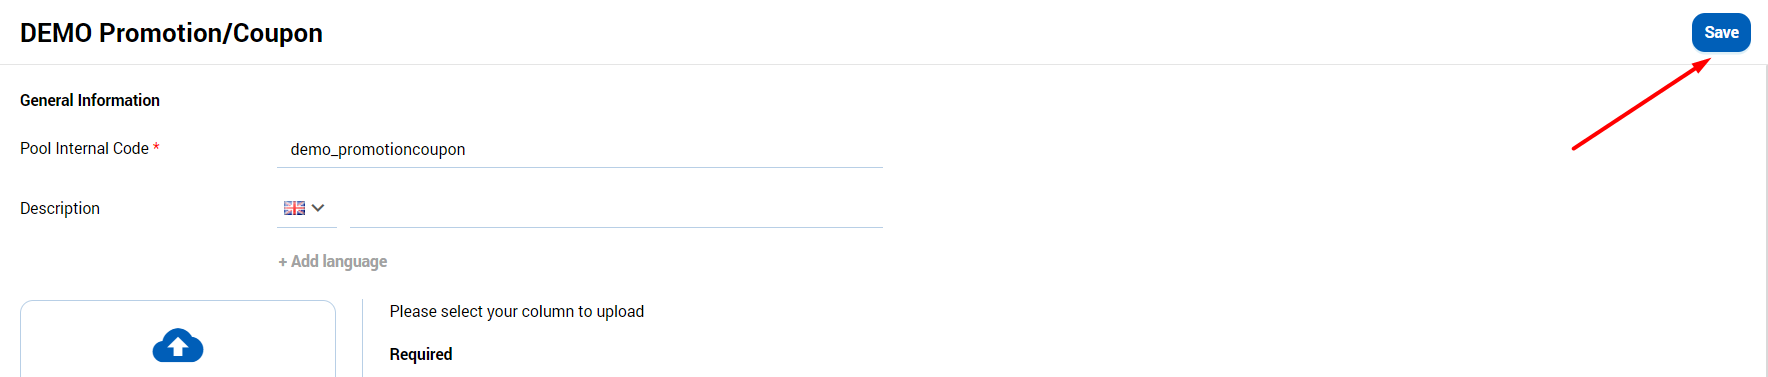 DEMO Promotion/Coupon
Save
General Information
Pool Internal Code *
demo_promotioncoupon
Description
+ Add language
Please select your column to upload
Required